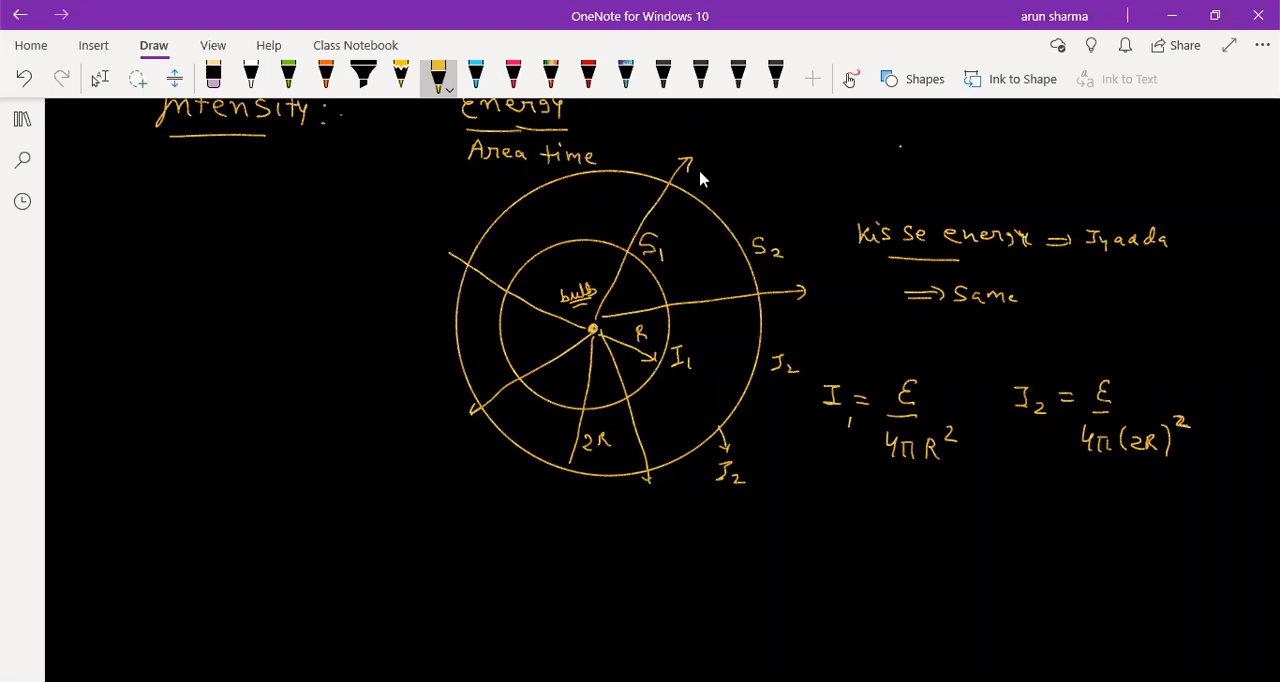 OneNote for Windows 10
arun sharma
Home Insert Draw View Help Class Notebook
Share
Shapes
Ink to Shape
Ink to Text
Intensity :
Energy
Area time
S1
S2
bulb
R
I1
I2
2R
I2
Kis se energy ⇒ Jyaada
⇒ Same
I1 = E / 4πR²
I2 = E / 4π(2R)²